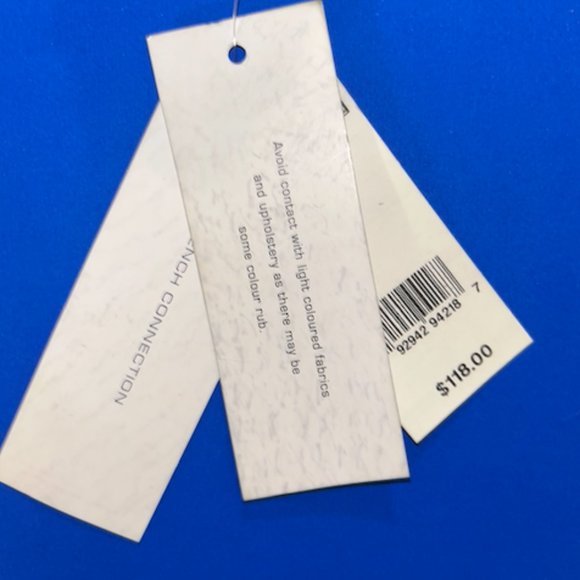 Avoid contact with light coloured fabrics
and upholstery as there may be
some colour rub.
ENCH CONNECTION
92942 94218 7
$118.00